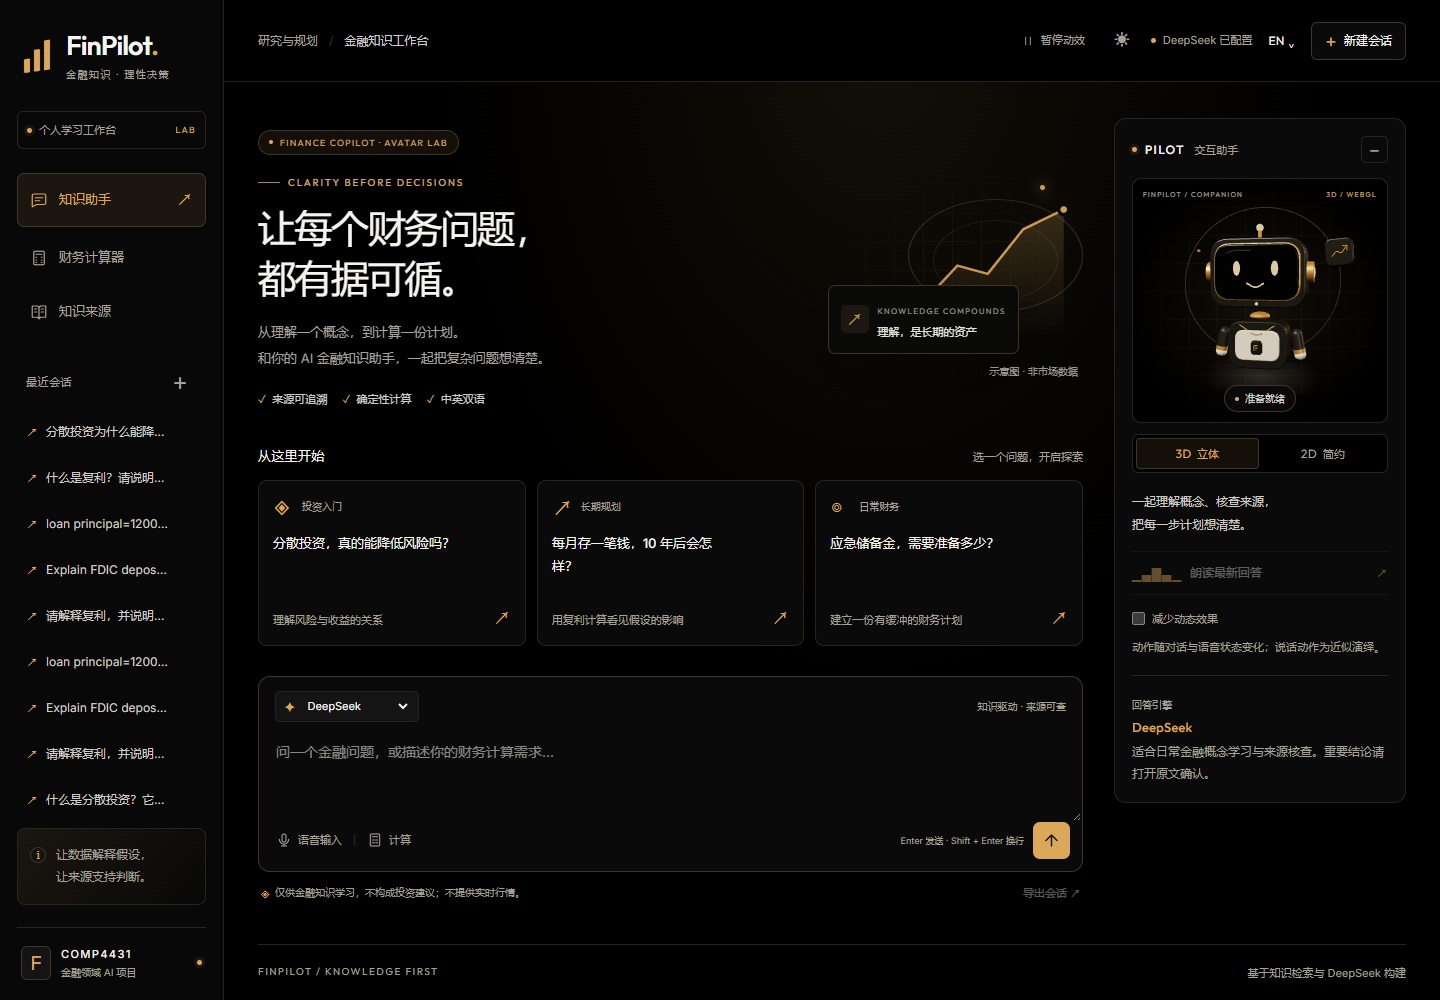 FinPilot.
金融知识 · 理性决策
个人学习工作台 LAB
知识助手
财务计算器
知识来源
最近会话
分散投资为什么能降...
什么是复利？请说明...
loan principal=1200...
Explain FDIC depos...
请解释复利，并说明...
loan principal=1200...
Explain FDIC depos...
请解释复利，并说明...
什么是分散投资？它...
让数据解释假设，
让来源支持判断。
F
COMP4431
金融领域 AI 项目
研究与规划 / 金融知识工作台
暂停动效
DeepSeek 已配置
EN
+ 新建会话
FINANCE COPILOT · AVATAR LAB
CLARITY BEFORE DECISIONS
让每个财务问题，
都有据可循。
从理解一个概念，到计算一份计划。
和你的 AI 金融知识助手，一起把复杂问题想清楚。
✓ 来源可追溯 ✓ 确定性计算 ✓ 中英双语
KNOWLEDGE COMPOUNDS
理解，是长期的资产
示意图 · 非市场数据
从这里开始
选一个问题，开启探索
投资入门
分散投资，真的能降低风险吗？
理解风险与收益的关系
长期规划
每月存一笔钱，10 年后会怎
样？
用复利计算看见假设的影响
日常财务
应急储备金，需要准备多少？
建立一份有缓冲的财务计划
DeepSeek
知识驱动 · 来源可查
问一个金融问题，或描述你的财务计算需求...
语音输入
计算
Enter 发送 · Shift + Enter 换行
仅供金融知识学习，不构成投资建议；不提供实时行情。
导出会话 ↗
PILOT 交互助手
FINPILOT / COMPANION
3D / WEBGL
准备就绪
3D 立体
2D 简约
一起理解概念、核查来源，
把每一步计划想清楚。
朗读最新回答
减少动态效果
动作随对话与语音状态变化；说话动作为近似演绎。
回答引擎
DeepSeek
适合日常金融概念学习与来源核查。重要结论请
打开原文确认。
FINPILOT / KNOWLEDGE FIRST
基于知识检索与 DeepSeek 构建